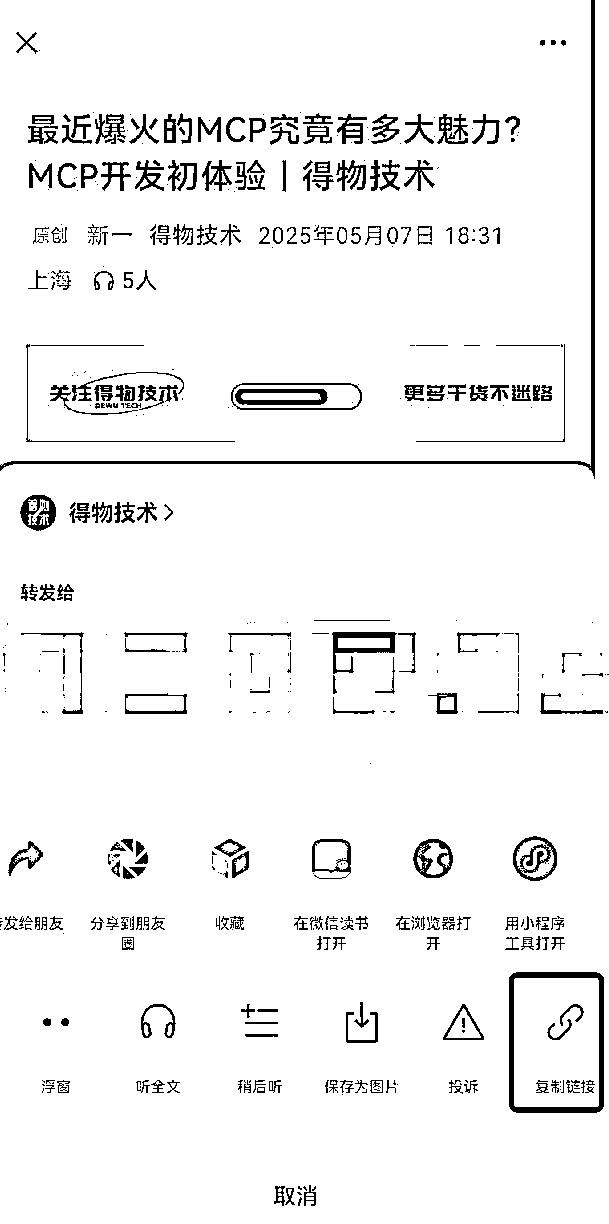 最近爆火的MCP究竟有多大魅力?
MCP开发初体验丨得物技术
原创 新一 得物技术 2025年05月07日 18:31
上海 5人
关注得物技术 更多干货不迷路
DEWU TECH
得物技术
转发给
转发给朋友 分享到朋友圈 收藏 在微信读书打开 在浏览器打开 用小程序工具打开
浮窗 听全文 稍后听 保存为图片 投诉 复制链接
取消